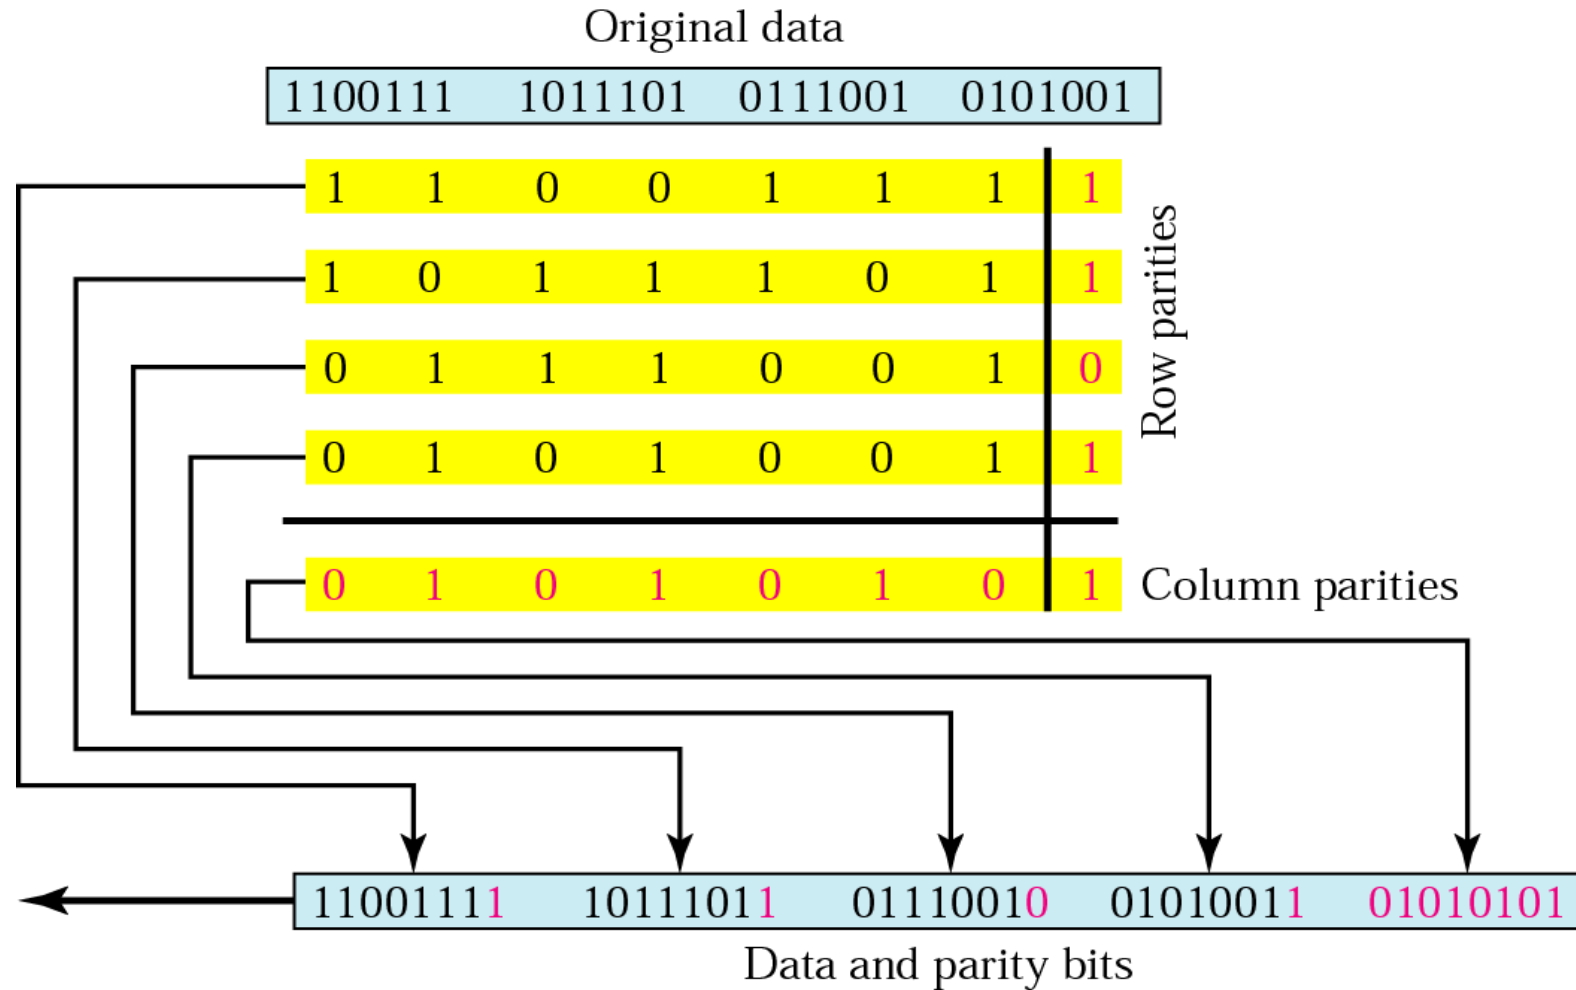 Original data
1100111 1011101 0111001 0101001
1 1 0 0 1 1 1 1
1 0 1 1 1 0 1 1
0 1 1 1 0 0 1 0
0 1 0 1 0 0 1 1
Row parities
0 1 0 1 0 1 0 1 Column parities
11001111 10111011 01110010 01010011 01010101
Data and parity bits